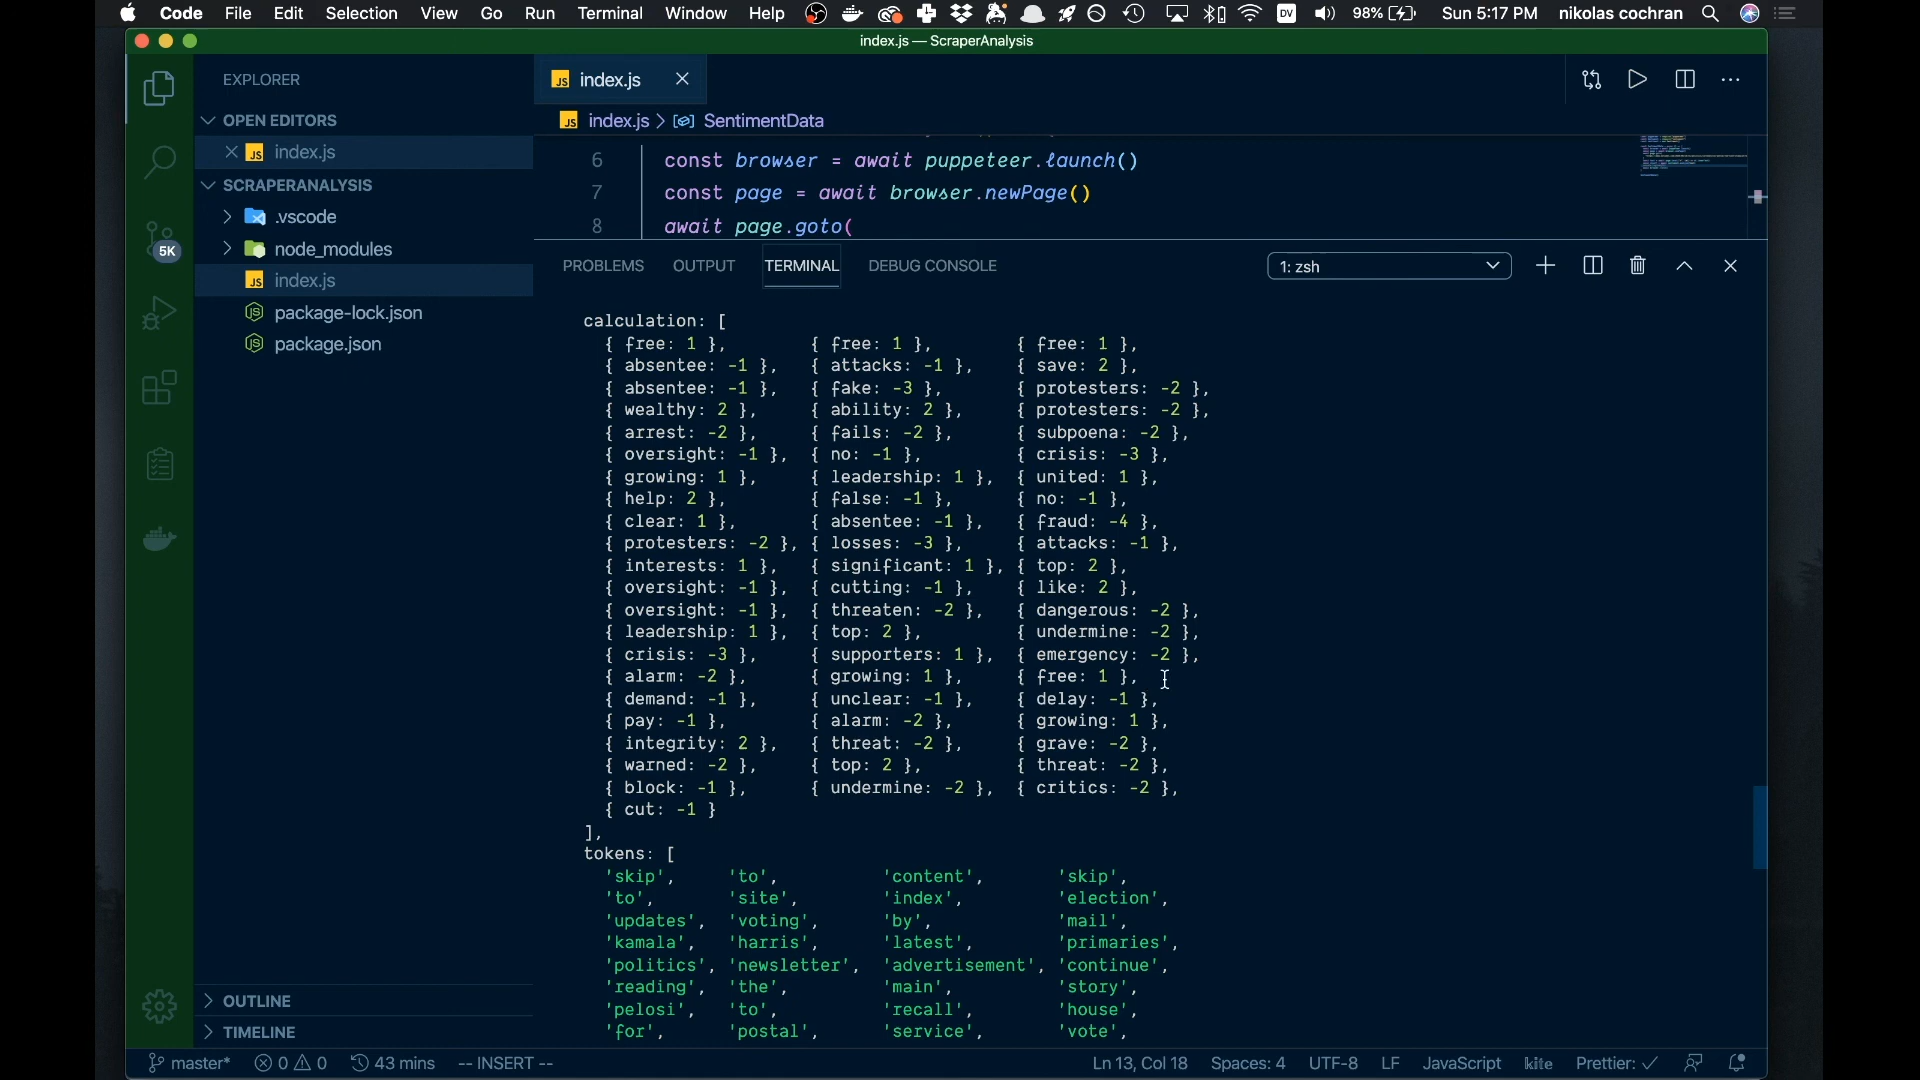 Code File Edit Selection View Go Run Terminal Window Help DV 98% Sun 5:17 PM nikolas cochran
index.js — ScraperAnalysis
EXPLORER
OPEN EDITORS
index.js
SCRAPERANALYSIS
.vscode
node_modules
index.js
package-lock.json
package.json
5K
OUTLINE
TIMELINE
index.js
index.js > SentimentData
6 const browser = await puppeteer.launch()
7 const page = await browser.newPage()
8 await page.goto(
PROBLEMS OUTPUT TERMINAL DEBUG CONSOLE 1: zsh
calculation: [
{ free: 1 }, { free: 1 }, { free: 1 },
{ absentee: -1 }, { attacks: -1 }, { save: 2 },
{ absentee: -1 }, { fake: -3 }, { protesters: -2 },
{ wealthy: 2 }, { ability: 2 }, { protesters: -2 },
{ arrest: -2 }, { fails: -2 }, { subpoena: -2 },
{ oversight: -1 }, { no: -1 }, { crisis: -3 },
{ growing: 1 }, { leadership: 1 }, { united: 1 },
{ help: 2 }, { false: -1 }, { no: -1 },
{ clear: 1 }, { absentee: -1 }, { fraud: -4 },
{ protesters: -2 }, { losses: -3 }, { attacks: -1 },
{ interests: 1 }, { significant: 1 }, { top: 2 },
{ oversight: -1 }, { cutting: -1 }, { like: 2 },
{ oversight: -1 }, { threaten: -2 }, { dangerous: -2 },
{ leadership: 1 }, { top: 2 }, { undermine: -2 },
{ crisis: -3 }, { supporters: 1 }, { emergency: -2 },
{ alarm: -2 }, { growing: 1 }, { free: 1 },
{ demand: -1 }, { unclear: -1 }, { delay: -1 },
{ pay: -1 }, { alarm: -2 }, { growing: 1 },
{ integrity: 2 }, { threat: -2 }, { grave: -2 },
{ warned: -2 }, { top: 2 }, { threat: -2 },
{ block: -1 }, { undermine: -2 }, { critics: -2 },
{ cut: -1 }
],
tokens: [
'skip', 'to', 'content', 'skip',
'to', 'site', 'index', 'election',
'updates', 'voting', 'by', 'mail',
'kamala', 'harris', 'latest', 'primaries',
'politics', 'newsletter', 'advertisement', 'continue',
'reading', 'the', 'main', 'story',
'pelosi', 'to', 'recall', 'house',
'for', 'postal', 'service', 'vote',
master* 0 0 43 mins -- INSERT -- Ln 13, Col 18 Spaces: 4 UTF-8 LF JavaScript kite Prettier: ✓